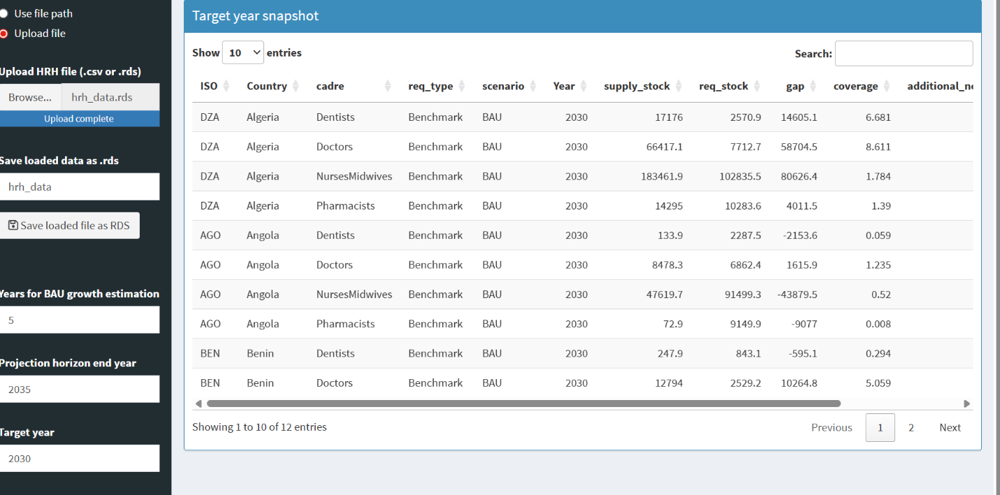 Use file path
Upload file
Upload HRH file (.csv or .rds)
Browse... hrh_data.rds
Upload complete
Save loaded data as .rds
hrh_data
Save loaded file as RDS
Years for BAU growth estimation
5
Projection horizon end year
2035
Target year
2030
Target year snapshot
Show 10 entries Search:
ISO Country cadre req_type scenario Year supply_stock req_stock gap coverage additional_ne
DZA Algeria Dentists Benchmark BAU 2030 17176 2570.9 14605.1 6.681
DZA Algeria Doctors Benchmark BAU 2030 66417.1 7712.7 58704.5 8.611
DZA Algeria NursesMidwives Benchmark BAU 2030 183461.9 102835.5 80626.4 1.784
DZA Algeria Pharmacists Benchmark BAU 2030 14295 10283.6 4011.5 1.39
AGO Angola Dentists Benchmark BAU 2030 133.9 2287.5 -2153.6 0.059
AGO Angola Doctors Benchmark BAU 2030 8478.3 6862.4 1615.9 1.235
AGO Angola NursesMidwives Benchmark BAU 2030 47619.7 91499.3 -43879.5 0.52
AGO Angola Pharmacists Benchmark BAU 2030 72.9 9149.9 -9077 0.008
BEN Benin Dentists Benchmark BAU 2030 247.9 843.1 -595.1 0.294
BEN Benin Doctors Benchmark BAU 2030 12794 2529.2 10264.8 5.059
Showing 1 to 10 of 12 entries Previous 1 2 Next